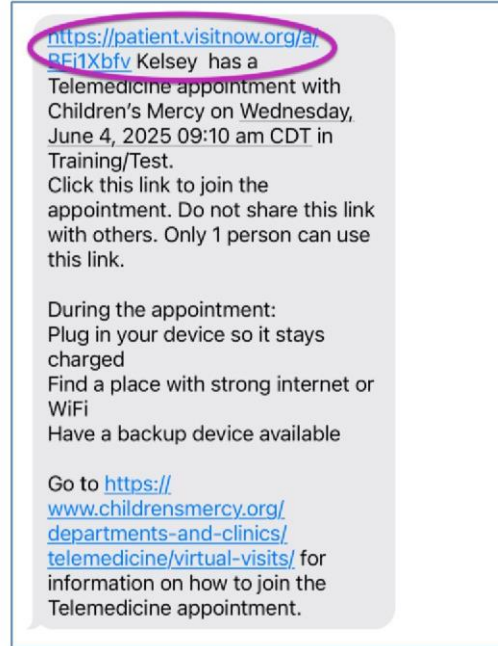 https://patient.visitnow.org/a/
BEi1Xbfv Kelsey has a
Telemedicine appointment with
Children's Mercy on Wednesday,
June 4, 2025 09:10 am CDT in
Training/Test.
Click this link to join the
appointment. Do not share this link
with others. Only 1 person can use
this link.
During the appointment:
Plug in your device so it stays
charged
Find a place with strong internet or
WiFi
Have a backup device available
Go to https://
www.childrensmercy.org/
departments-and-clinics/
telemedicine/virtual-visits/ for
information on how to join the
Telemedicine appointment.